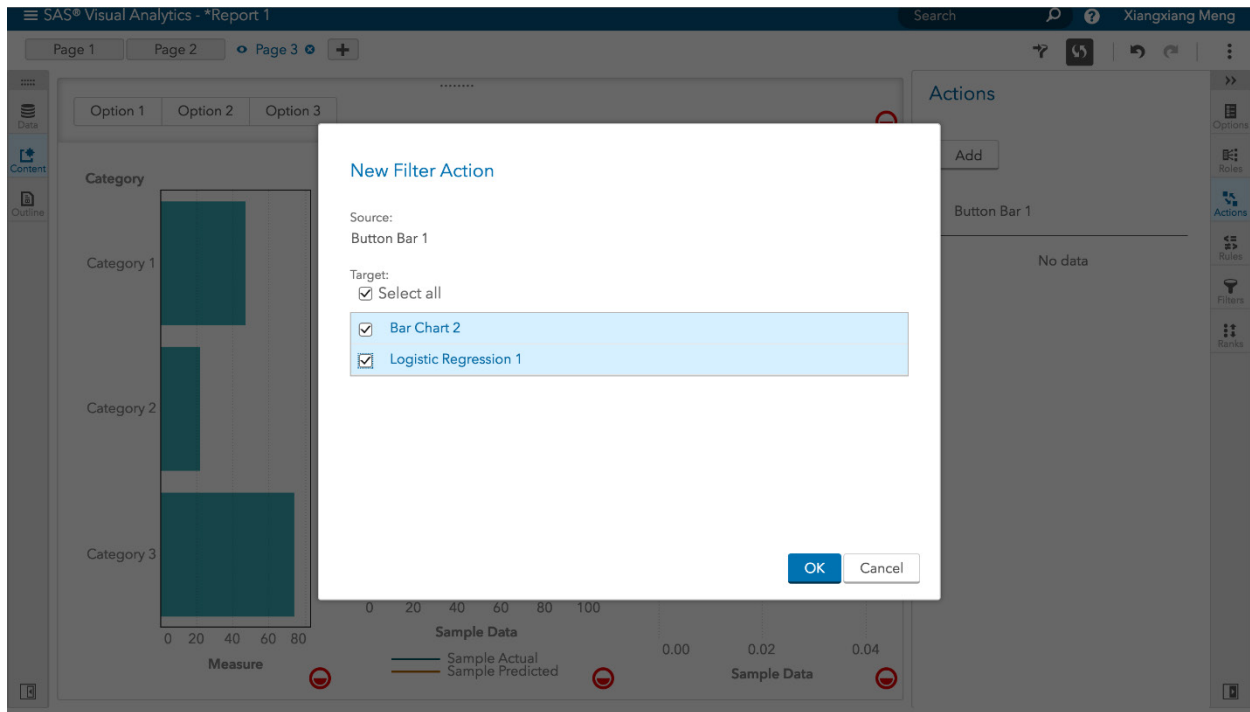 SAS® Visual Analytics - *Report 1
Search
Xiangxiang Meng
Page 1
Page 2
Page 3
Data
Content
Outline
Option 1
Option 2
Option 3
Category
Category 1
Category 2
Category 3
0 20 40 60 80
Measure
New Filter Action
Source:
Button Bar 1
Target:
Select all
Bar Chart 2
Logistic Regression 1
OK
Cancel
0 20 40 60 80 100
Sample Data
Sample Actual
Sample Predicted
0.00 0.02 0.04
Sample Data
Actions
Add
Button Bar 1
No data
Options
Roles
Actions
Rules
Filters
Ranks